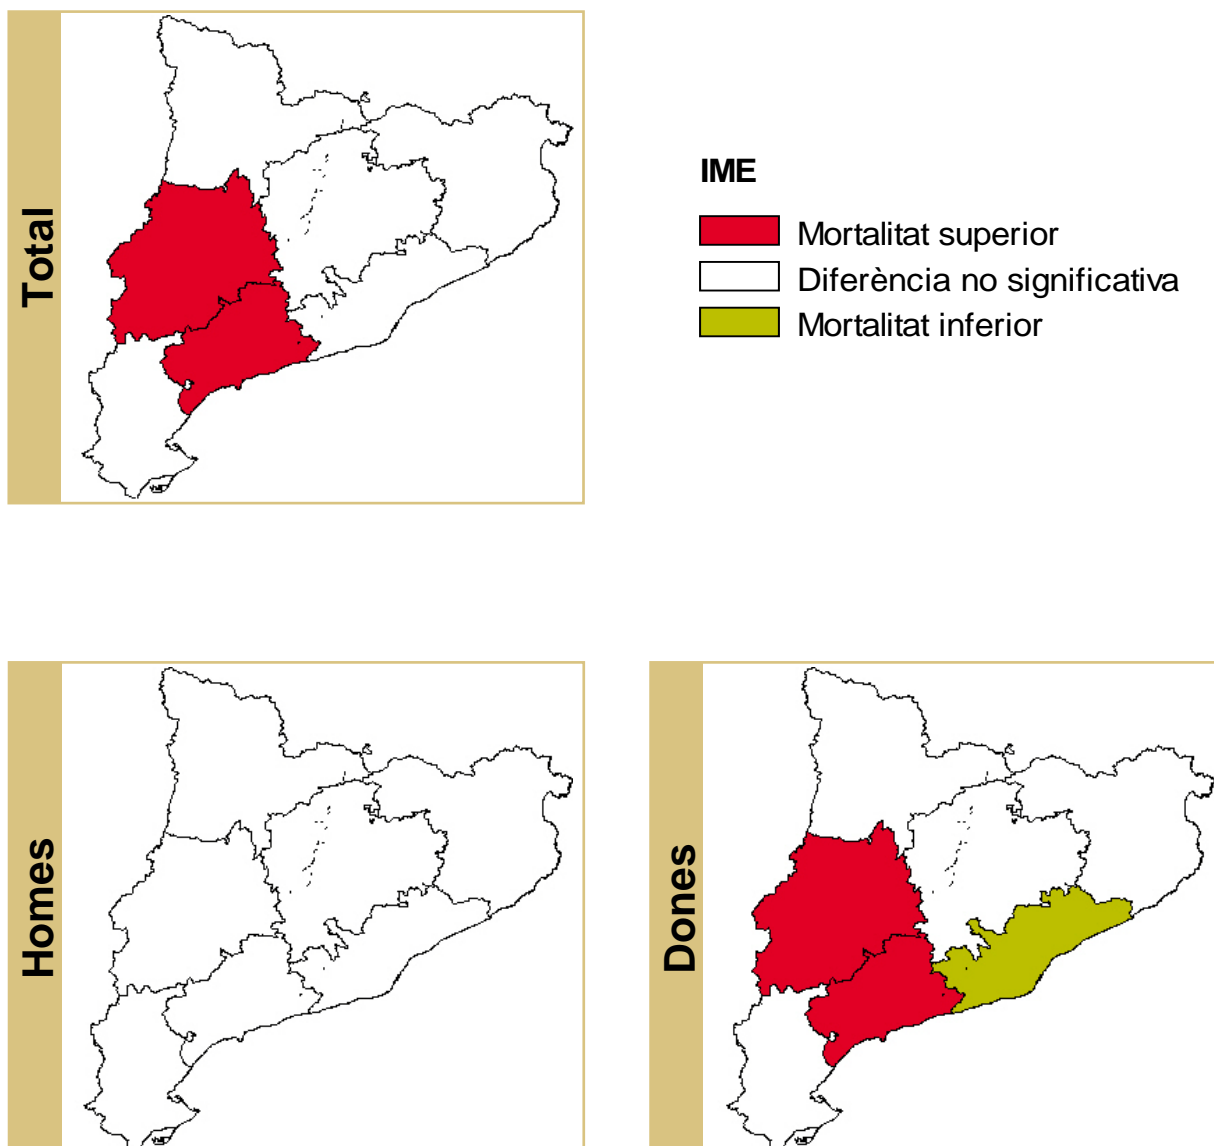 Total
IME
Mortalitat superior
Diferència no significativa
Mortalitat inferior
Homes
Dones